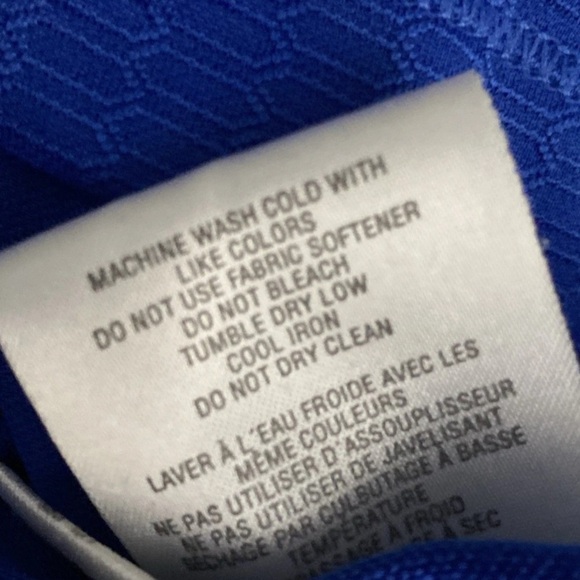 MACHINE WASH COLD WITH
LIKE COLORS
DO NOT USE FABRIC SOFTENER
DO NOT BLEACH
TUMBLE DRY LOW
COOL IRON
DO NOT DRY CLEAN
LAVER À L'EAU FROIDE AVEC LES
MÊME COULEURS
NE PAS UTILISER D'ASSOUPLISSEUR
NE PAS UTILISER DE JAVELISANT
SÉCHAGE PAR CULBUTAGE À BASSE
TEMPÉRATURE
À FROID
À SEC